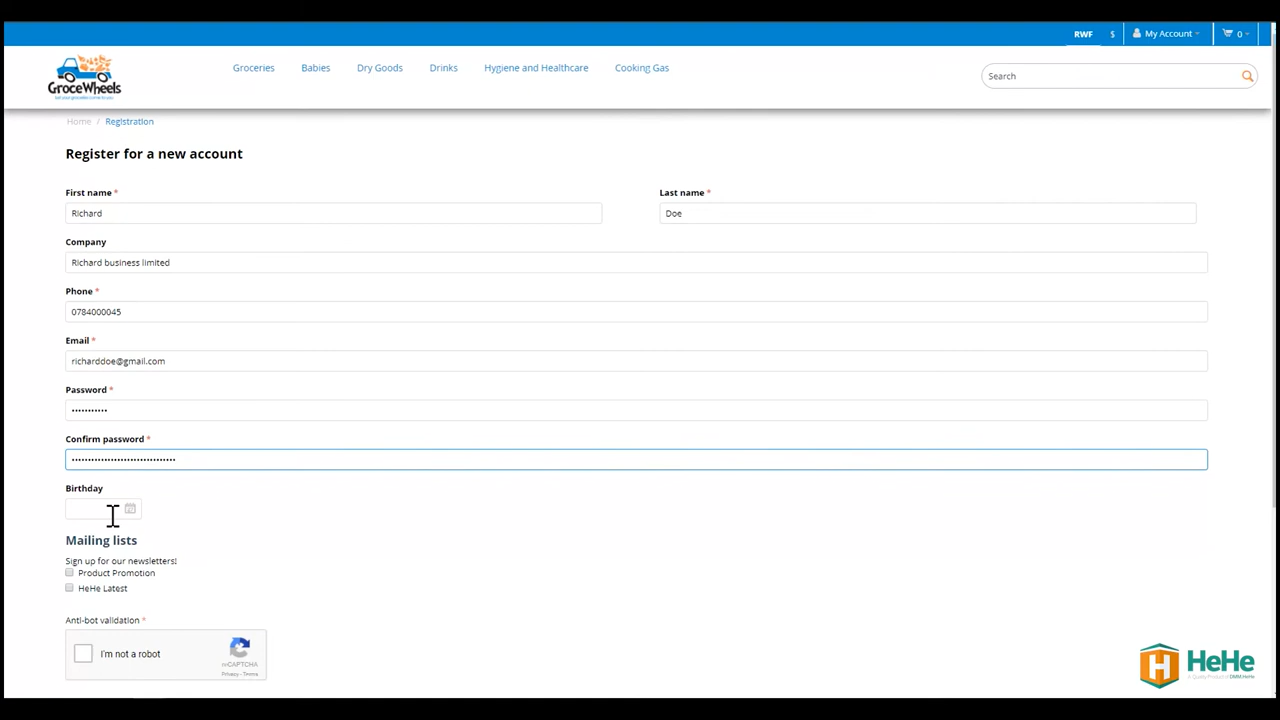 RWF $ My Account 0
GroceWheels
Groceries Babies Dry Goods Drinks Hygiene and Healthcare Cooking Gas
Search
Home / Registration
Register for a new account
First name *
Last name *
Richard
Doe
Company
Richard business limited
Phone *
0784000045
Email *
richarddoe@gmail.com
Password *
•••••••••••
Confirm password *
Birthday
Mailing lists
Sign up for our newsletters!
Product Promotion
HeHe Latest
Anti-bot validation *
I'm not a robot
reCAPTCHA
Privacy - Terms
HeHe
A Quality Product of DMM.HeHe